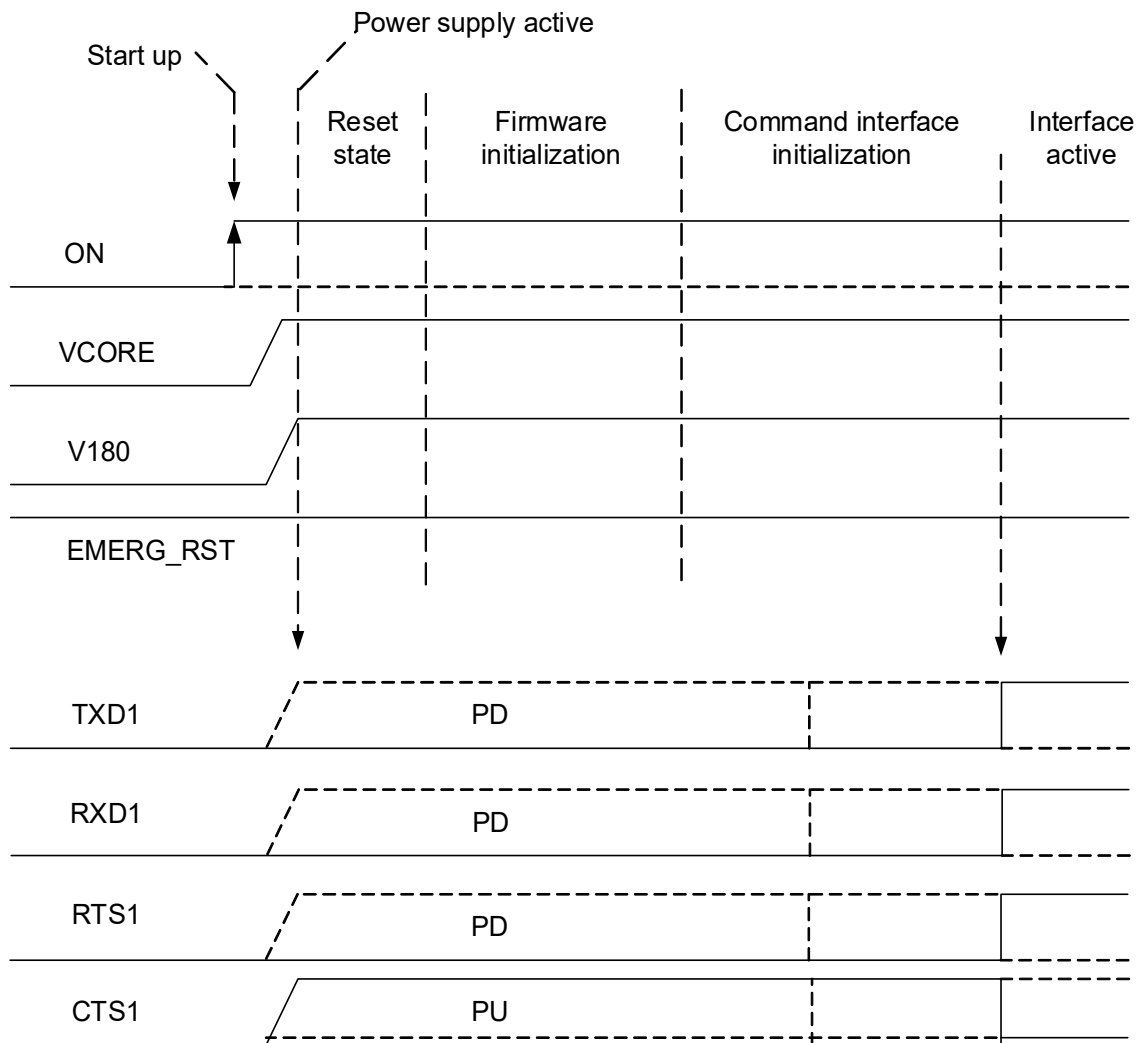 Power supply active
Start up
Reset
state
Firmware
initialization
Command interface
initialization
Interface
active
ON
VCORE
V180
EMERG_RST
TXD1
PD
RXD1
PD
RTS1
PD
CTS1
PU